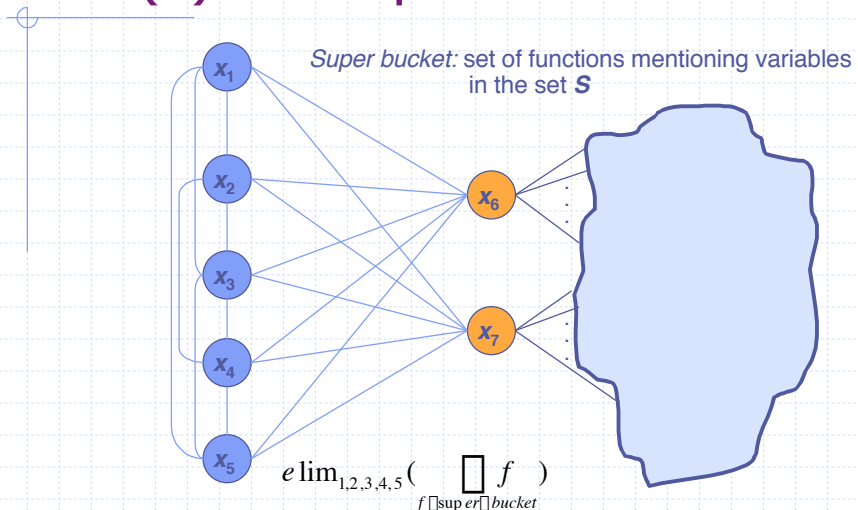 Super bucket: set of functions mentioning variables
in the set S
x1
x2
x3
x4
x5
x6
x7
e lim1,2,3,4,5( ▯ f )
f ▯sup er▯ bucket